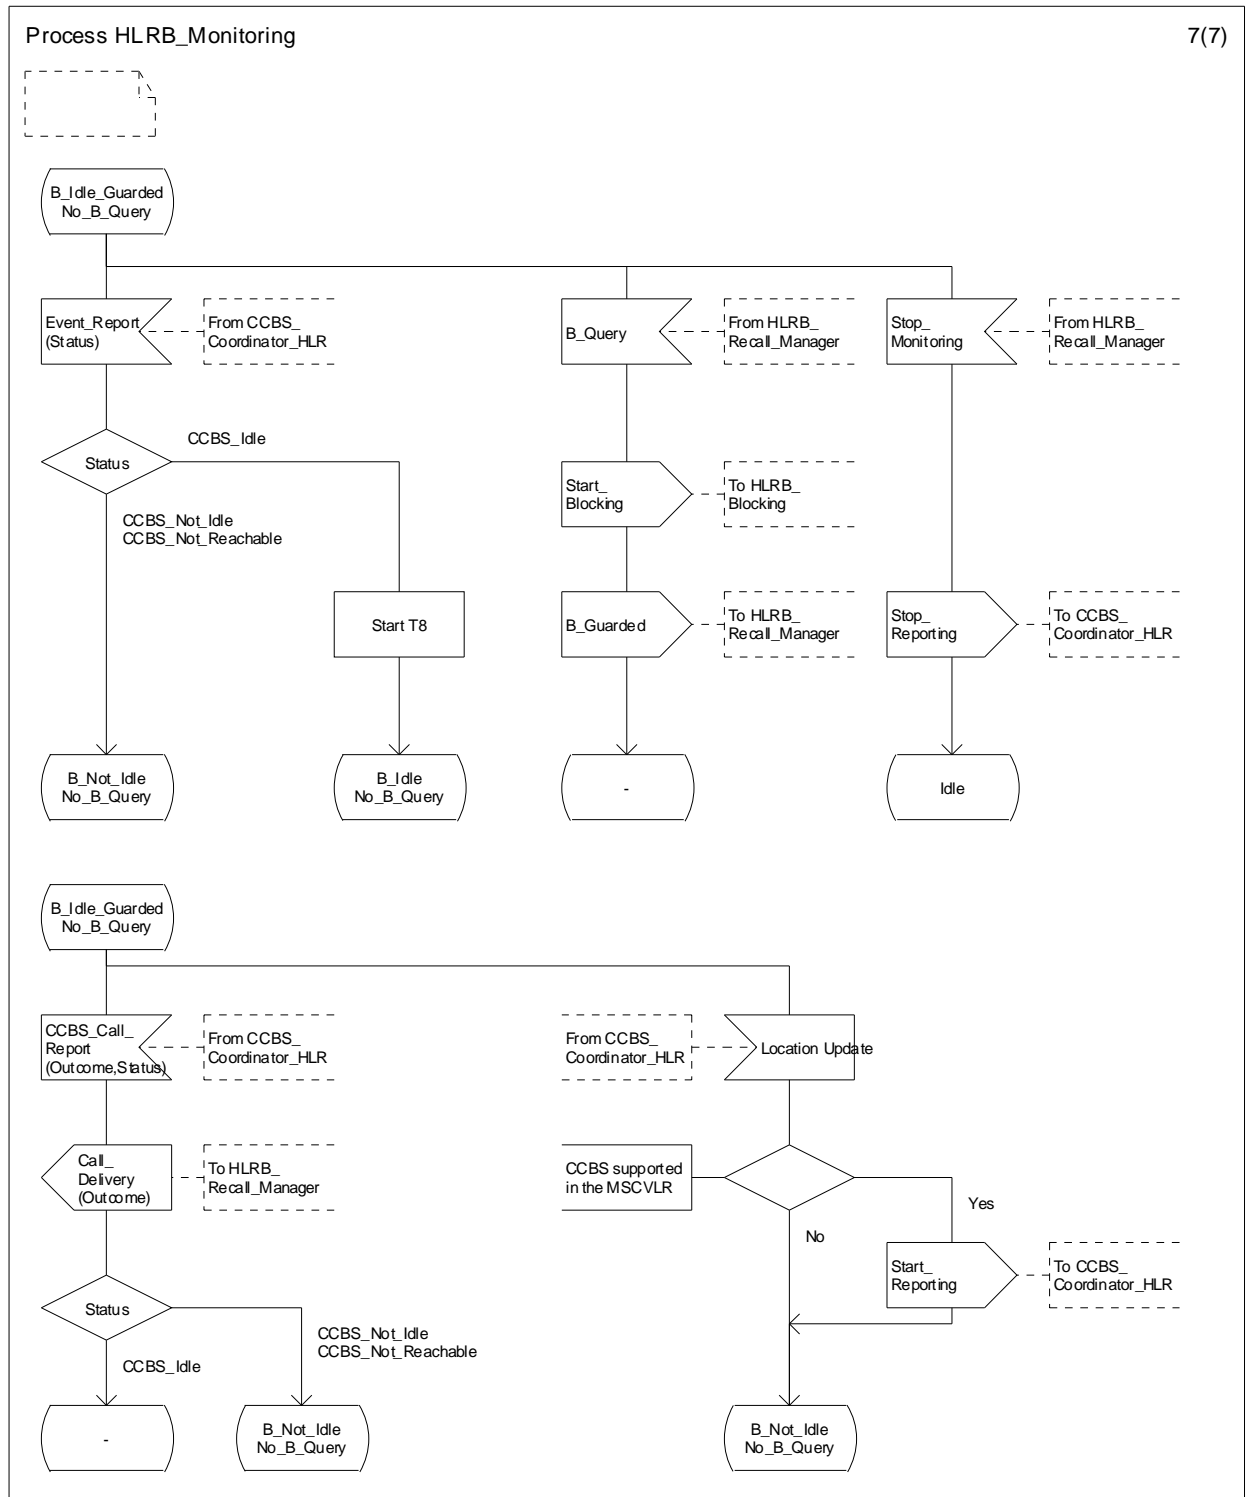 Process HLRB_Monitoring
7(7)
B_Idle_Guarded
No_B_Query
Event_Report
(Status)
From CCBS_
Coordinator_HLR
B_Query
From HLRB_
Recall_Manager
Stop_
Monitoring
From HLRB_
Recall_Manager
Status
CCBS_Idle
CCBS_Not_Idle
CCBS_Not_Reachable
Start_
Blocking
To HLRB_
Blocking
Start T8
B_Guarded
To HLRB_
Recall_Manager
Stop_
Reporting
To CCBS_
Coordinator_HLR
B_Not_Idle
No_B_Query
B_Idle
No_B_Query
-
Idle
B_Idle_Guarded
No_B_Query
CCBS_Call_
Report
(Outcome,Status)
From CCBS_
Coordinator_HLR
From CCBS_
Coordinator_HLR
Location Update
Call_
Delivery
(Outcome)
To HLRB_
Recall_Manager
CCBS supported
in the MSCVLR
Yes
No
Start_
Reporting
To CCBS_
Coordinator_HLR
Status
CCBS_Not_Idle
CCBS_Not_Reachable
CCBS_Idle
-
B_Not_Idle
No_B_Query
B_Not_Idle
No_B_Query